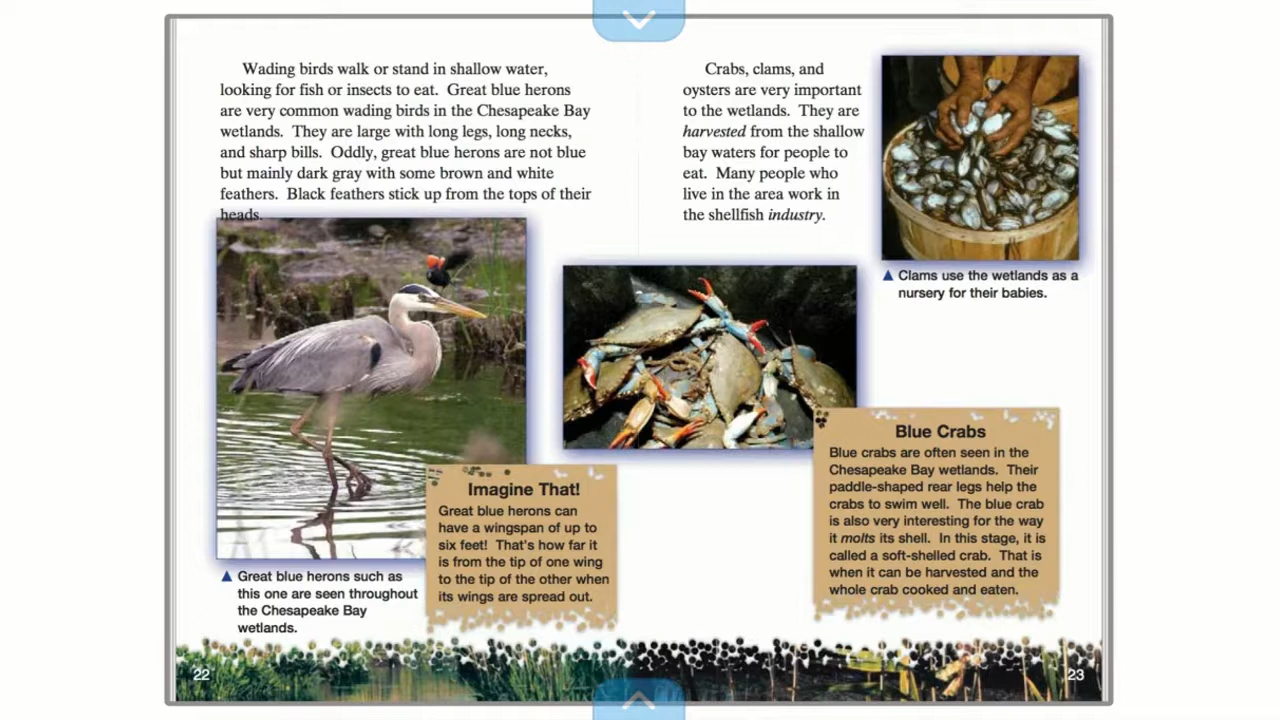 Wading birds walk or stand in shallow water,
looking for fish or insects to eat.  Great blue herons
are very common wading birds in the Chesapeake Bay
wetlands.  They are large with long legs, long necks,
and sharp bills.  Oddly, great blue herons are not blue
but mainly dark gray with some brown and white
feathers.  Black feathers stick up from the tops of their
heads.
▲ Great blue herons such as
this one are seen throughout
the Chesapeake Bay
wetlands.
Imagine That!
Great blue herons can
have a wingspan of up to
six feet!  That's how far it
is from the tip of one wing
to the tip of the other when
its wings are spread out.
22
Crabs, clams, and
oysters are very important
to the wetlands.  They are
harvested from the shallow
bay waters for people to
eat.  Many people who
live in the area work in
the shellfish industry.
▲ Clams use the wetlands as a
nursery for their babies.
Blue Crabs
Blue crabs are often seen in the
Chesapeake Bay wetlands.  Their
paddle-shaped rear legs help the
crabs to swim well.  The blue crab
is also very interesting for the way
it molts its shell.  In this stage, it is
called a soft-shelled crab.  That is
when it can be harvested and the
whole crab cooked and eaten.
23